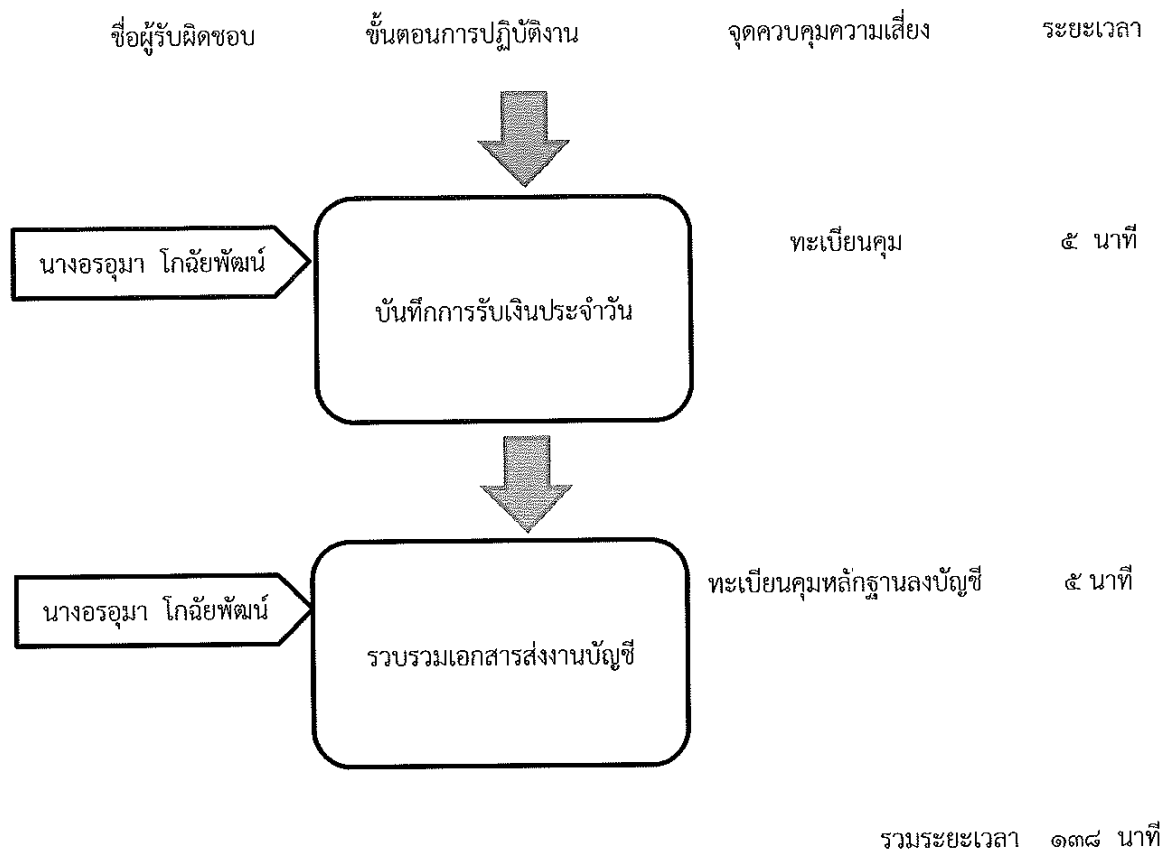 ชื่อผู้รับผิดชอบ ขั้นตอนการปฏิบัติงาน จุดควบคุมความเสี่ยง ระยะเวลา
นางอรอุมา โกฉัยพัฒน์ ทะเบียนคุม ๕ นาที
บันทึกการรับเงินประจำวัน
นางอรอุมา โกฉัยพัฒน์ ทะเบียนคุมหลักฐานลงบัญชี ๕ นาที
รวบรวมเอกสารส่งงานบัญชี
รวมระยะเวลา ๑๓๘ นาที